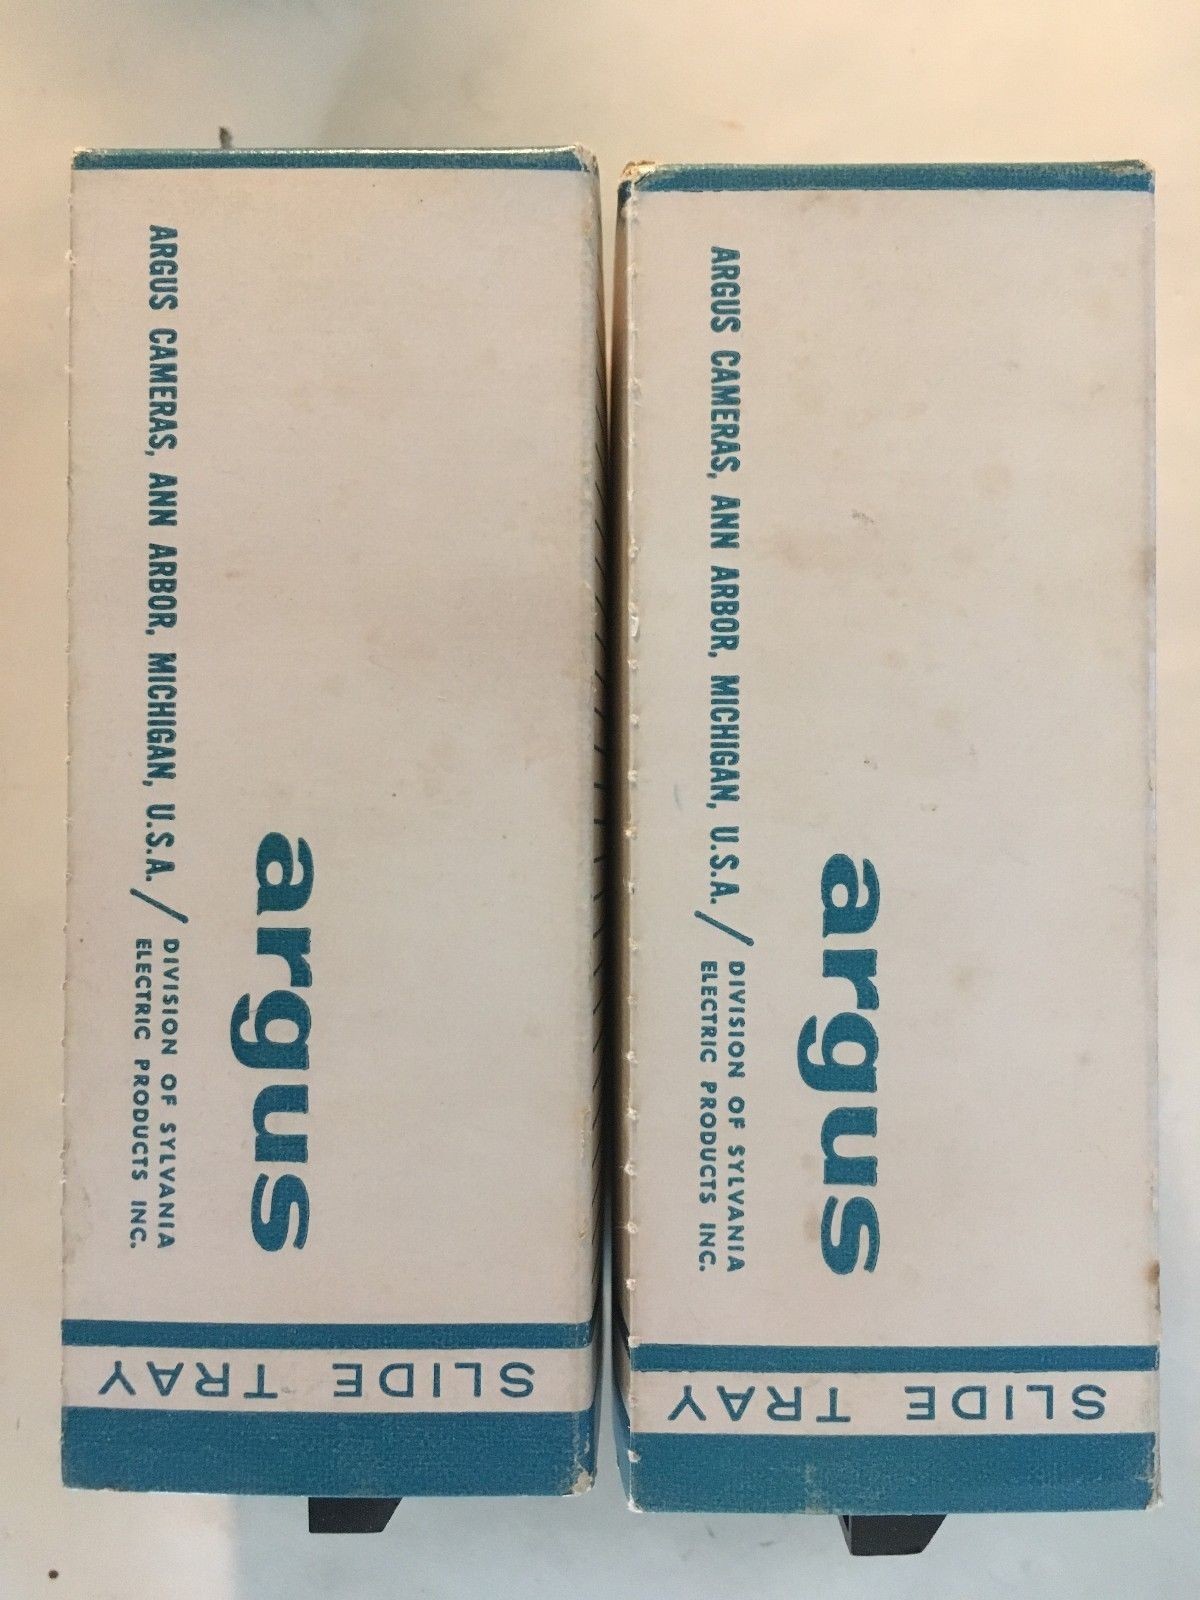 argus
ARGUS CAMERAS, ANN ARBOR, MICHIGAN, U.S.A. /
DIVISION OF SYLVANIA
ELECTRIC PRODUCTS INC.
SLIDE TRAY
argus
ARGUS CAMERAS, ANN ARBOR, MICHIGAN, U.S.A. /
DIVISION OF SYLVANIA
ELECTRIC PRODUCTS INC.
SLIDE TRAY